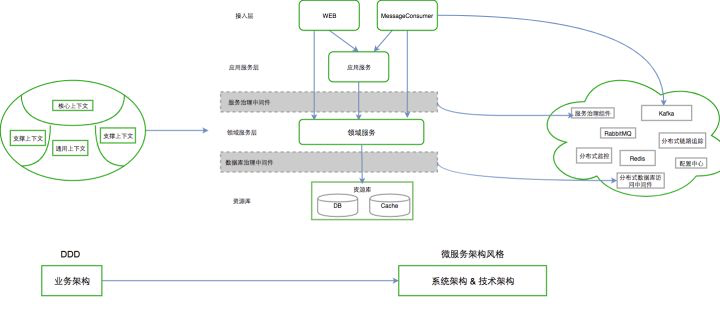 接入层
WEB
MessageConsumer
应用服务层
应用服务
服务治理中间件
领域服务层
领域服务
数据库治理中间件
资源库
资源库
DB
Cache
核心上下文
支撑上下文
通用上下文
支撑上下文
服务治理组件
Kafka
RabbitMQ
分布式链路追踪
分布式监控
Redis
配置中心
分布式数据库访
问中间件
DDD
微服务架构风格
业务架构
系统架构 & 技术架构